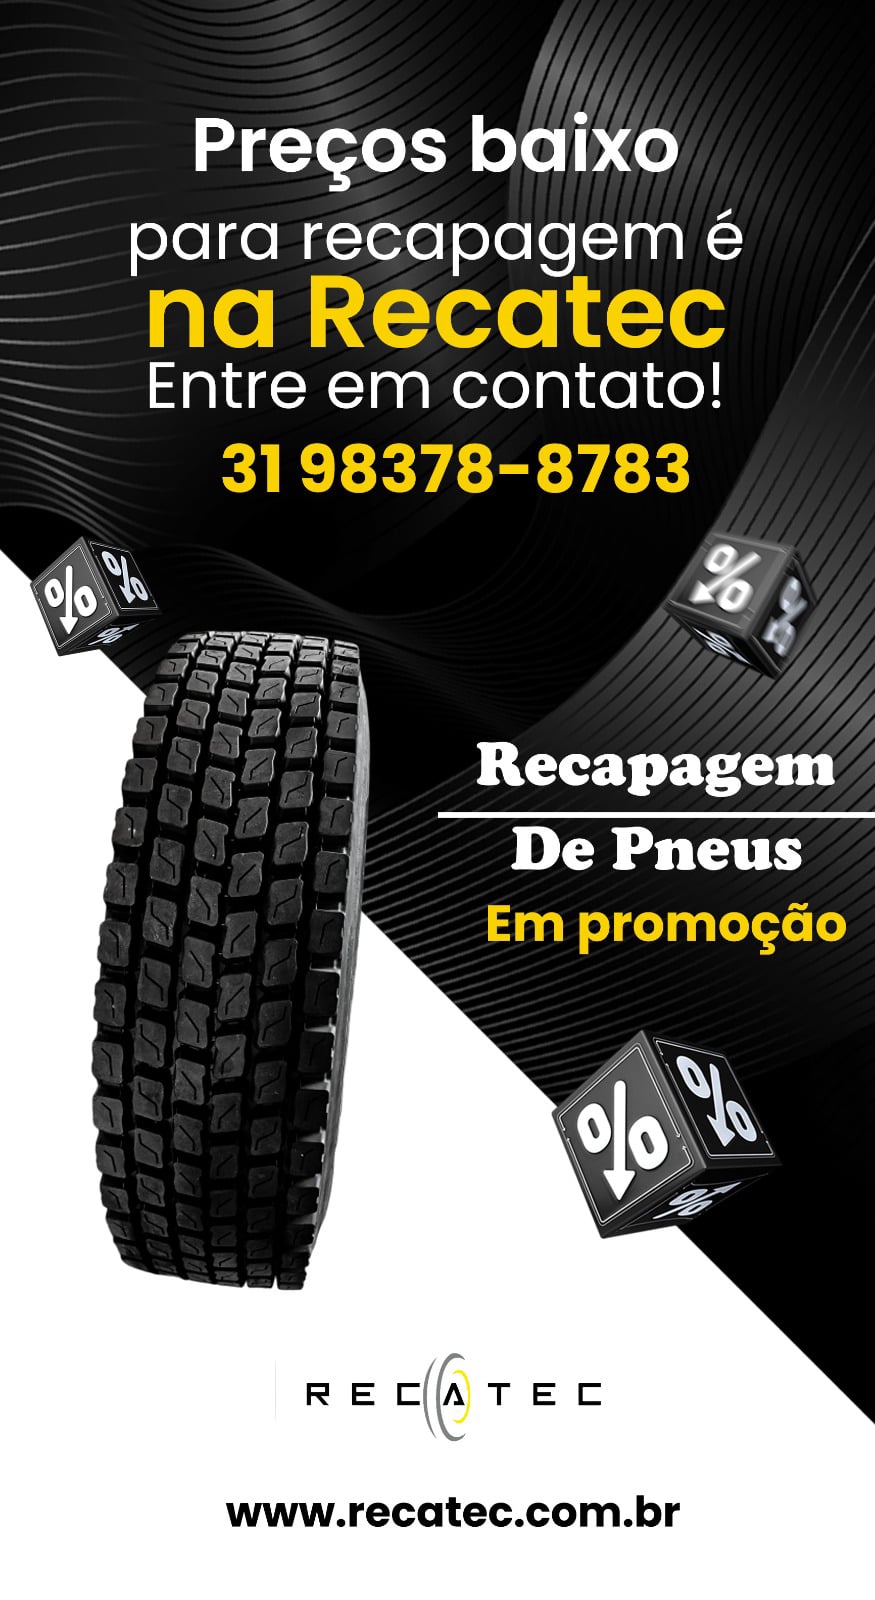 Preços baixo
para recapagem é
na Recatec
Entre em contato!
31 98378-8783
Recapagem
De Pneus
Em promoção
RECATEC
www.recatec.com.br